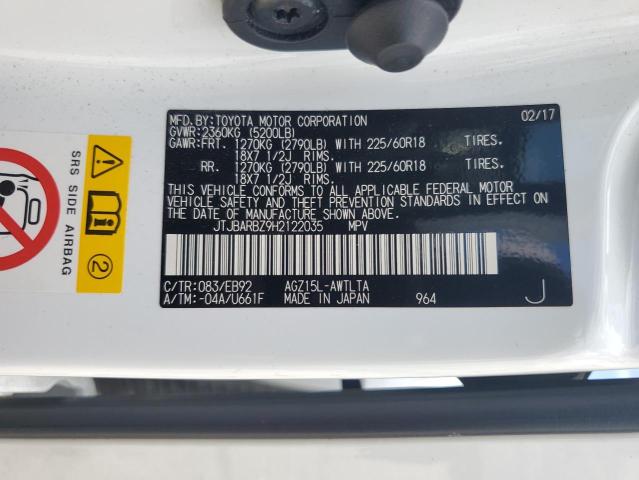 MFD.BY:TOYOTA MOTOR CORPORATION 02/17
GVWR:2360KG (5200LB)
GAWR:FRT. 1270KG (2790LB) WITH 225/60R18 TIRES.
18X7 1/2J RIMS.
RR. 1270KG (2790LB) WITH 225/60R18 TIRES.
18X7 1/2J RIMS.
THIS VEHICLE CONFORMS TO ALL APPLICABLE FEDERAL MOTOR
VEHICLE SAFETY AND THEFT PREVENTION STANDARDS IN EFFECT ON
THE DATE OF MANUFACTURE SHOWN ABOVE.
JTJBARBZ9H2122035 MPV
C/TR:083/EB92 AGZ15L-AWTLTA
A/TM:-04A/U661F MADE IN JAPAN 964 J
SRS SIDE AIRBAG
2